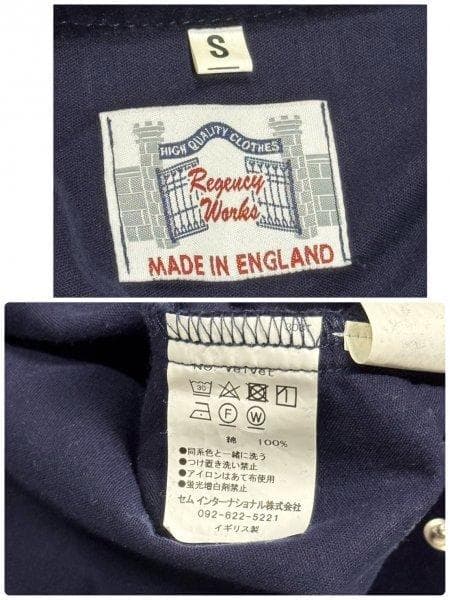 S
HIGH QUALITY CLOTHES
Regency
Works
MADE IN ENGLAND
NO. Velvet
30
F W
綿 100%
●同系色と一緒に洗う
●つけ置き洗い禁止
●アイロンはあて布使用
●蛍光増白剤禁止
セム インターナショナル株式会社
092-622-5221
イギリス製